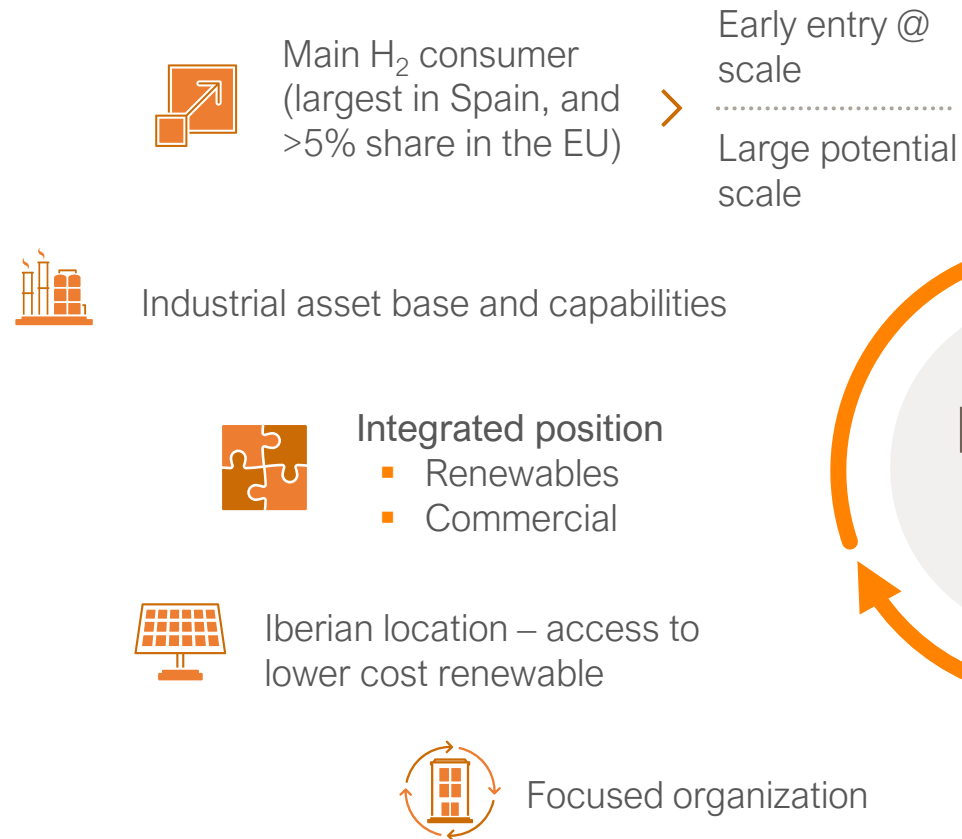 Main H₂ consumer
(largest in Spain, and
>5% share in the EU)
Early entry @
scale
Large potential
scale
Industrial asset base and capabilities
Integrated position
▪ Renewables
▪ Commercial
Iberian location – access to
lower cost renewable
Focused organization